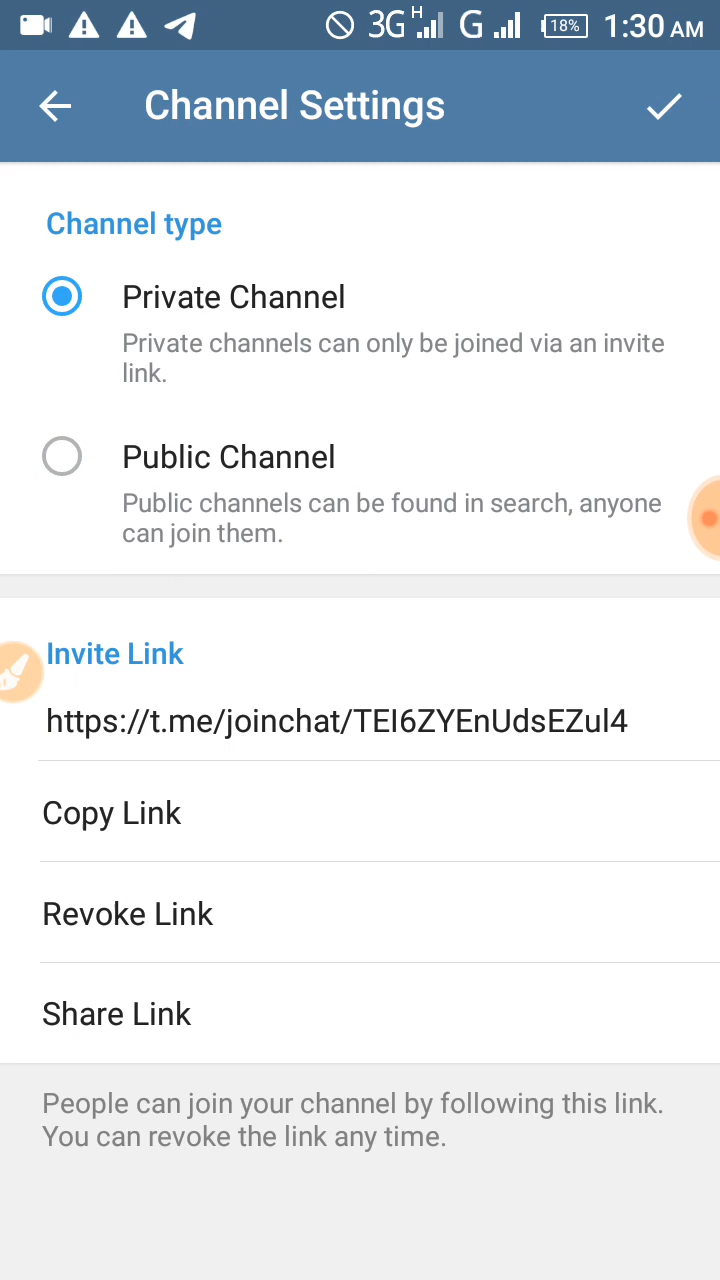 3G H G 18% 1:30 AM
Channel Settings
Channel type
Private Channel
Private channels can only be joined via an invite
link.
Public Channel
Public channels can be found in search, anyone
can join them.
Invite Link
https://t.me/joinchat/TEI6ZYEnUdsEZul4
Copy Link
Revoke Link
Share Link
People can join your channel by following this link.
You can revoke the link any time.